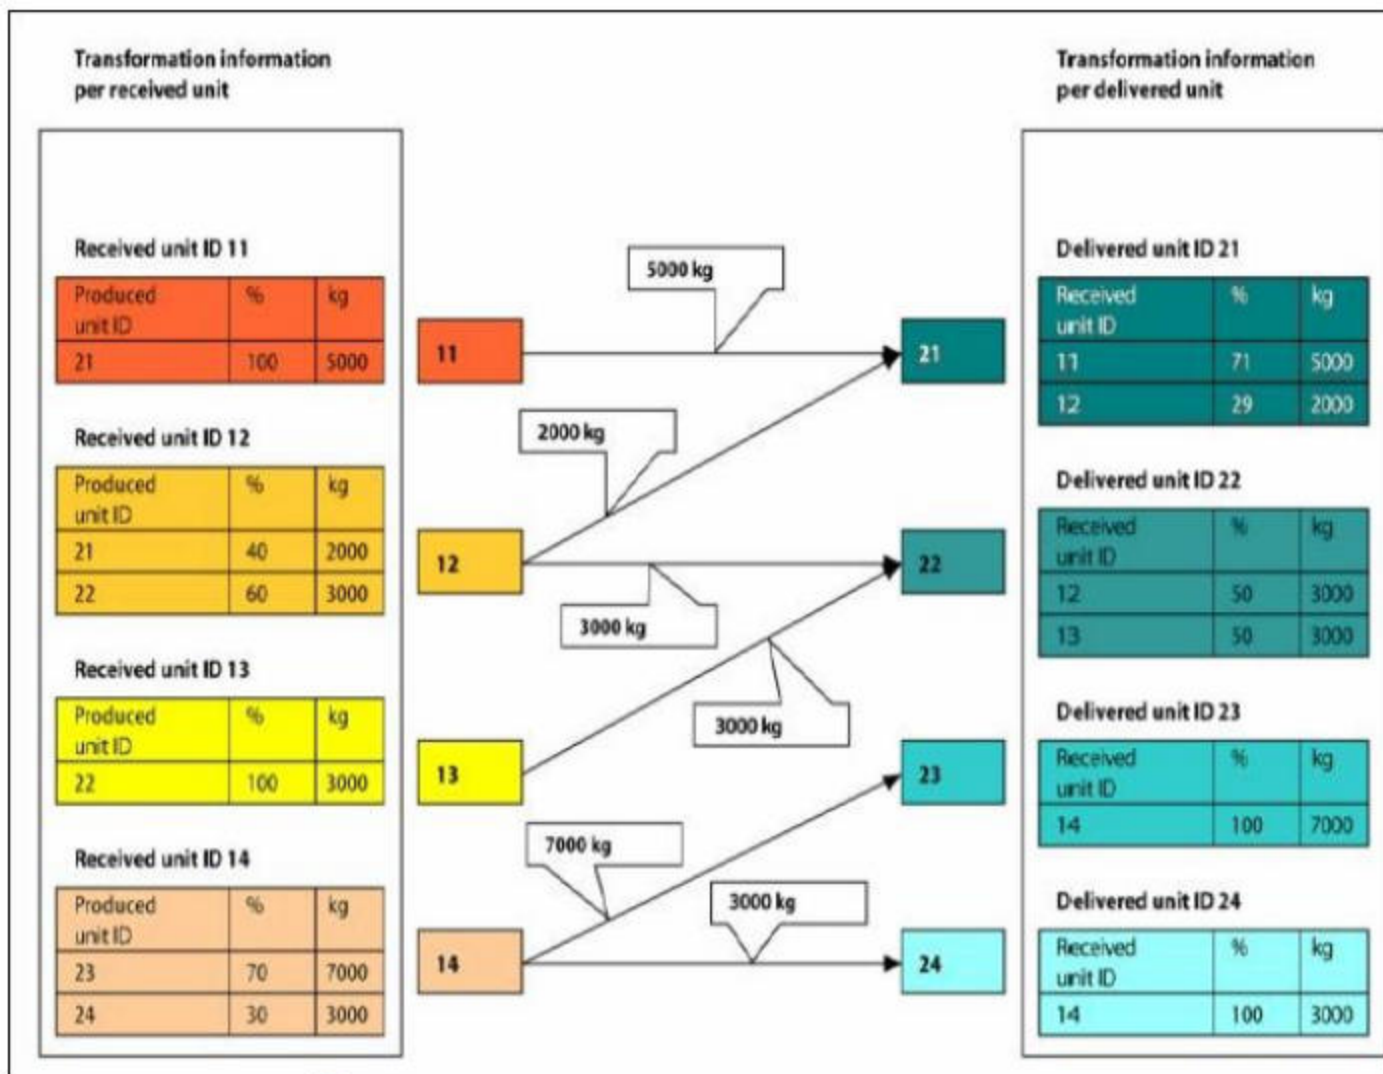 Transformation information
per received unit
Received unit ID 11
Produced unit ID % kg
21 100 5000
Received unit ID 12
Produced unit ID % kg
21 40 2000
22 60 3000
Received unit ID 13
Produced unit ID % kg
22 100 3000
Received unit ID 14
Produced unit ID % kg
23 70 7000
24 30 3000
5000 kg
11
21
2000 kg
12
22
3000 kg
3000 kg
13
23
7000 kg
3000 kg
14
24
Transformation information
per delivered unit
Delivered unit ID 21
Received unit ID % kg
11 71 5000
12 29 2000
Delivered unit ID 22
Received unit ID % kg
12 50 3000
13 50 3000
Delivered unit ID 23
Received unit ID % kg
14 100 7000
Delivered unit ID 24
Received unit ID % kg
14 100 3000